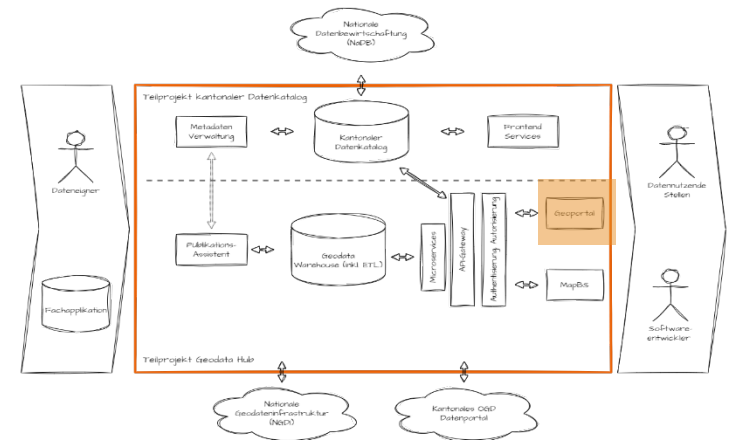 Nationale
Datenbewirtschaftung
(NaDB)
Teilprojekt Kantonaler Datenkatalog
Metadaten
Verwaltung
Kantonaler
Datenkatalog
Frontend
Services
Dateneigner
Datennutzende
Stellen
Geoportal
Publikations-
Assistent
Geodata
Warehouse (inkl. ETL)
Microservices
API-Gateway
Authentisierung, Autorisierung
MapBS
Fachapplikation
Software-
entwickler
Teilprojekt Geodata Hub
Nationale
Geodateninfrastruktur
(NGDI)
Kantonales OGD
Datenportal